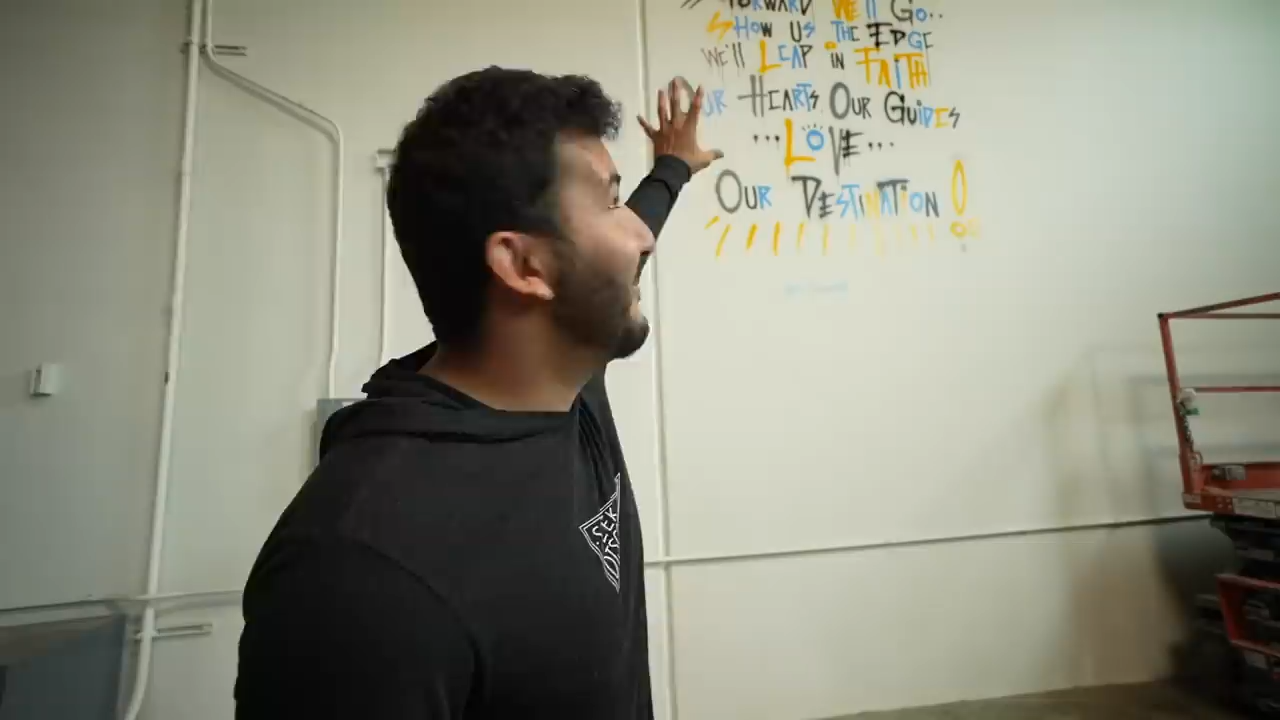 FORWARD WE'll Go..
SHOW US THE EDGE
WE'll LEAP iN FAiTH
OUR HEARTS OUR GUiDES
...LOVE...
OUR DESTINATION!